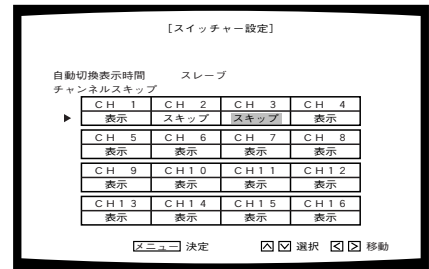 [スイッチャー設定]
自動切換表示時間 スレーブ
チャンネルスキップ
CH 1 CH 2 CH 3 CH 4
▶ 表示 スキップ スキップ 表示
CH 5 CH 6 CH 7 CH 8
表示 表示 表示 表示
CH 9 CH10 CH11 CH12
表示 表示 表示 表示
CH13 CH14 CH15 CH16
表示 表示 表示 表示
メニュー 決定 ∧ ∨ 選択 < > 移動